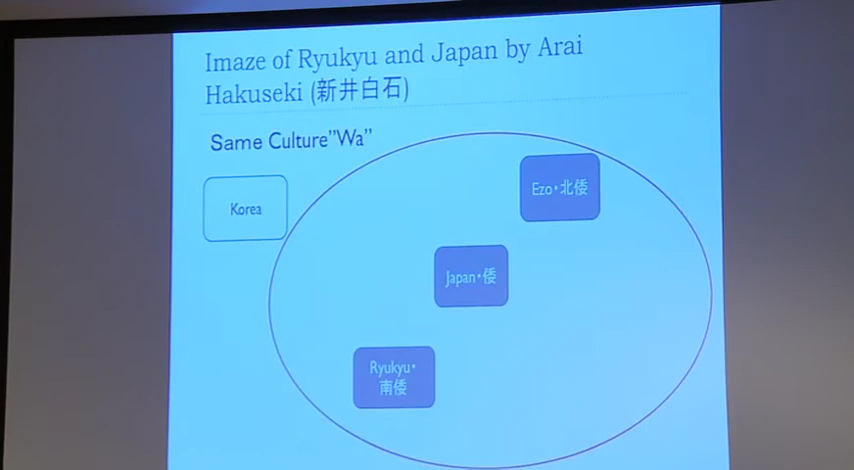 Imaze of Ryukyu and Japan by Arai
Hakuseki (新井白石)
Same Culture”Wa”
Korea
Ezo・北倭
Japan・倭
Ryukyu・
南倭